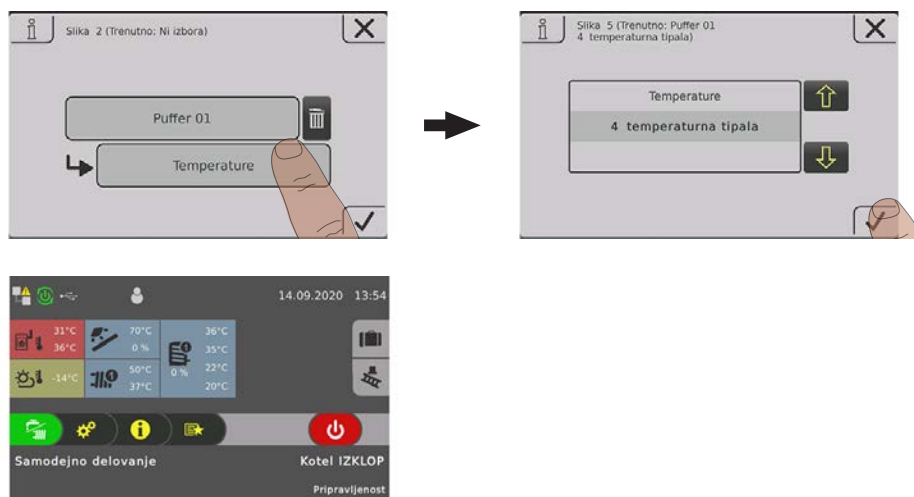 Slika 2 (Trenutno: Ni izbora)
Puffer 01
Temperature
Slika 5 (Trenutno: Puffer 01
4 temperaturna tipala)
Temperature
4 temperaturna tipala
14.09.2020 13:54
31°C 70°C 36°C
36°C 0 % 35°C
-14°C 50°C 0 % 22°C
37°C 20°C
Samodejno delovanje Kotel IZKLOP
Pripravljenost